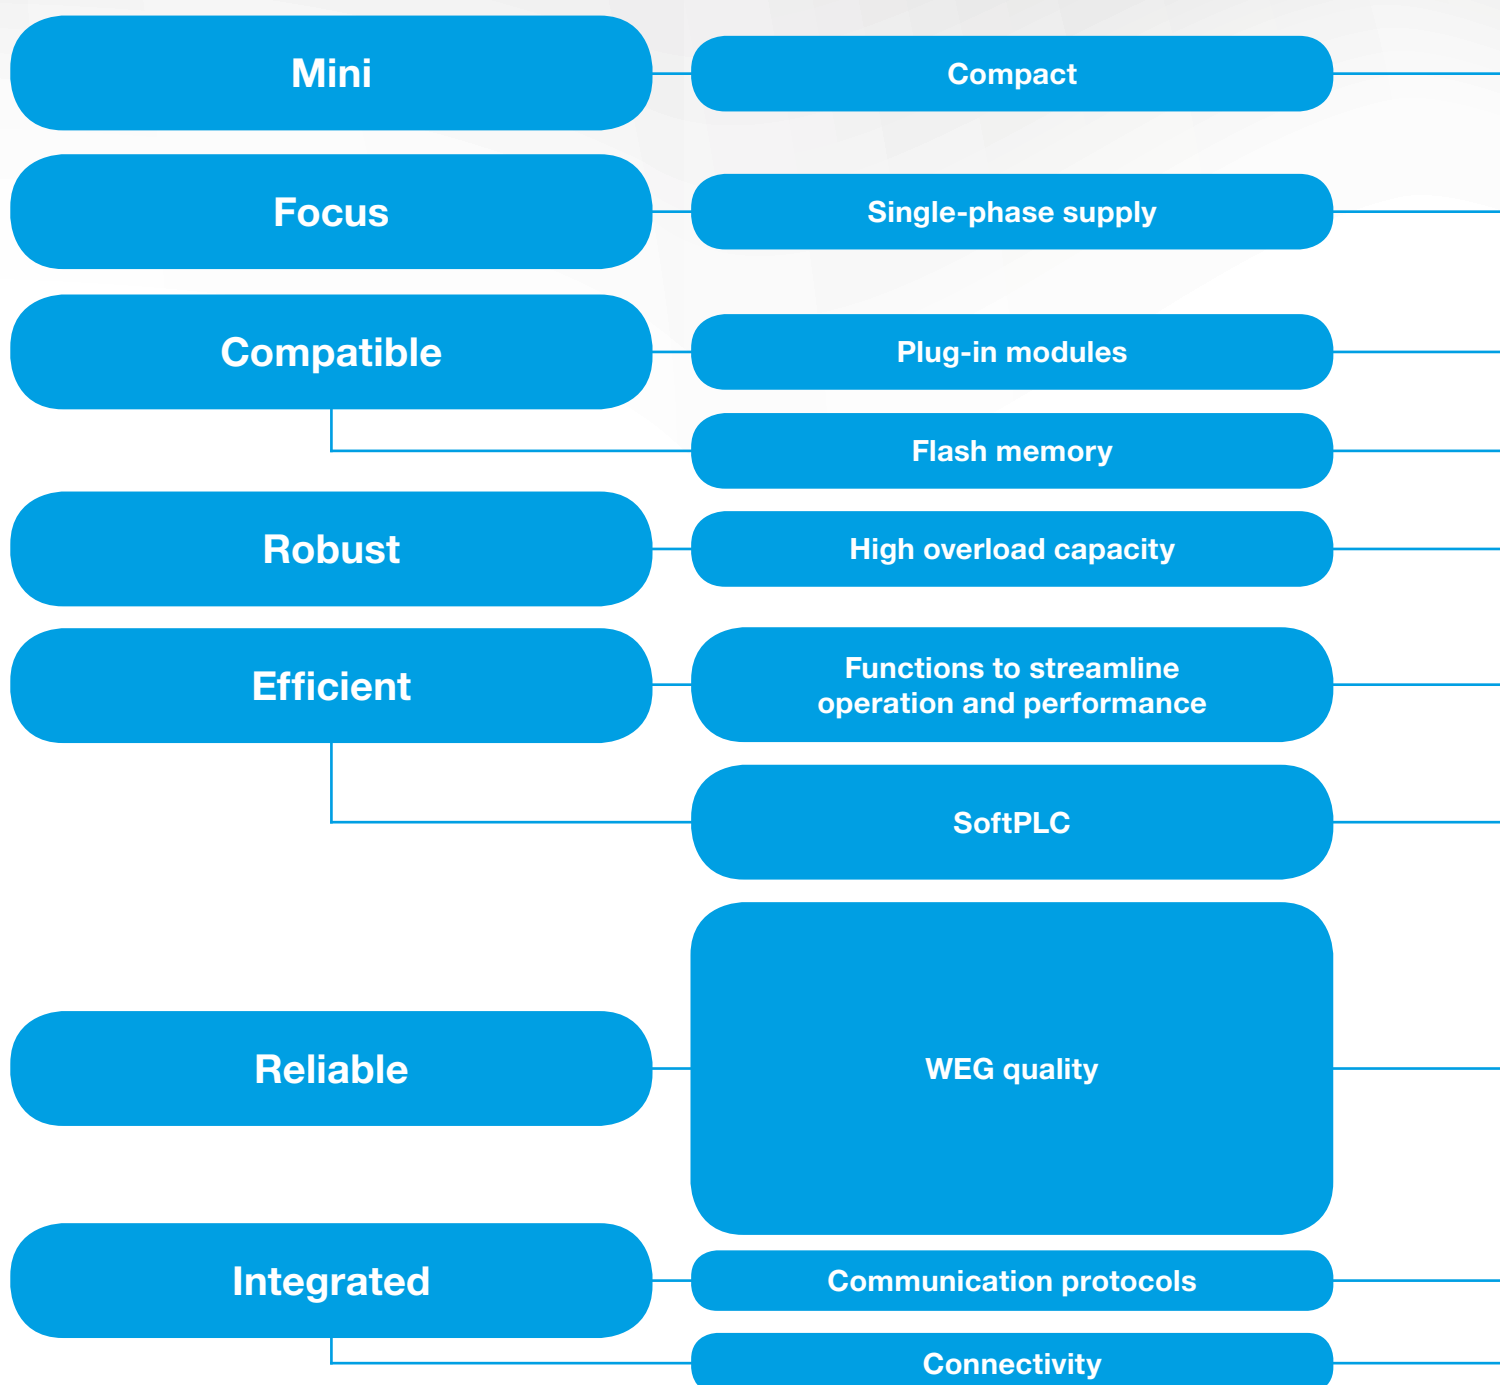 Mini
Compact
Focus
Single-phase supply
Compatible
Plug-in modules
Flash memory
Robust
High overload capacity
Efficient
Functions to streamline
operation and performance
SoftPLC
Reliable
WEG quality
Integrated
Communication protocols
Connectivity